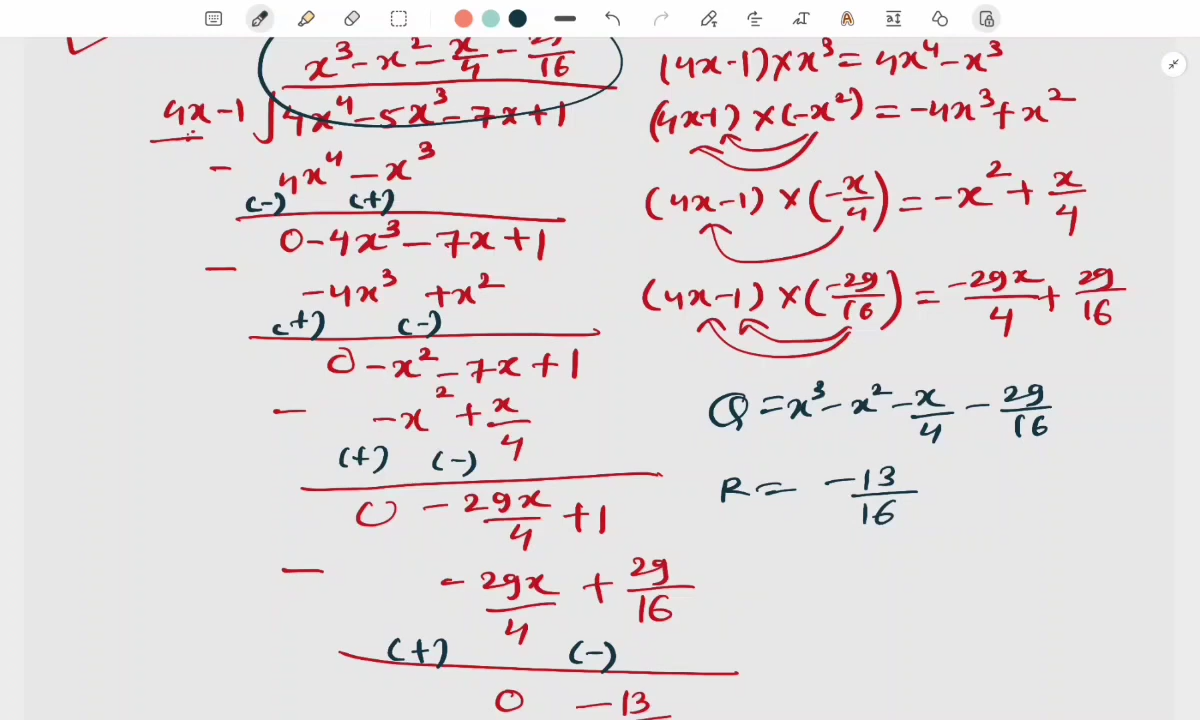 x³ - x² - x/4 - 29/16
4x-1 ∫ 4x⁴ - 5x³ - 7x + 1
- 4x⁴ - x³
(-) (+)
0 - 4x³ - 7x + 1
- -4x³ + x²
(+) (-)
0 - x² - 7x + 1
- -x² + x/4
(+) (-)
0 - 29x/4 + 1
- -29x/4 + 29/16
(+) (-)
0 -13
(4x-1) × x³ = 4x⁴ - x³
(4x-1) × (-x²) = -4x³ + x²
(4x-1) × (-x/4) = -x² + x/4
(4x-1) × (-29/16) = -29x/4 + 29/16
Q = x³ - x² - x/4 - 29/16
R = -13/16